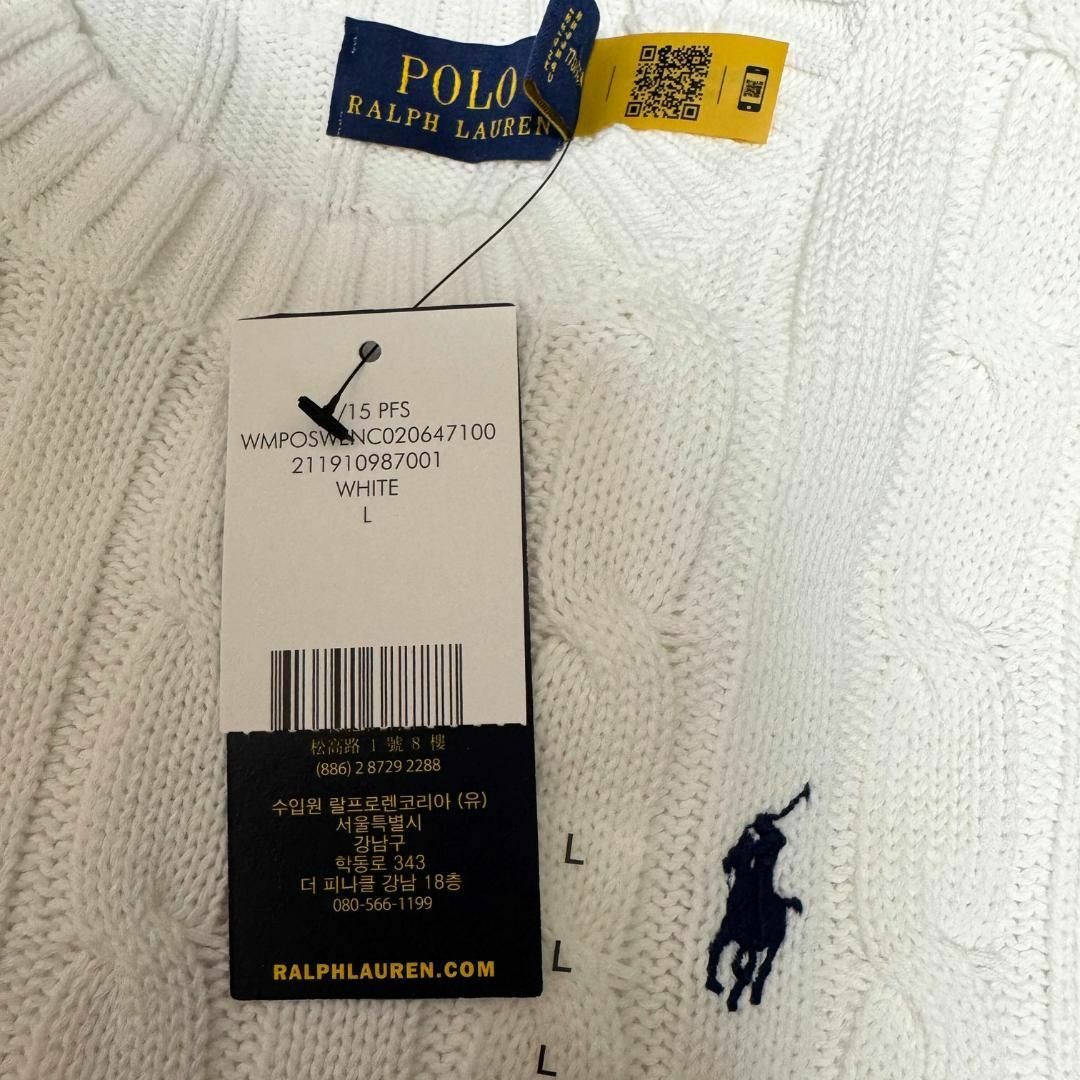 POLO
RALPH LAUREN
/15 PFS
WMPOSWENC020647100
211910987001
WHITE
L
松高路 1 號 8 樓
(886) 2 8729 2288
수입원 랄프로렌코리아 (유)
서울특별시
강남구
학동로 343
더 피나클 강남 18층
080-566-1199
RALPHLAUREN.COM
L
L
L